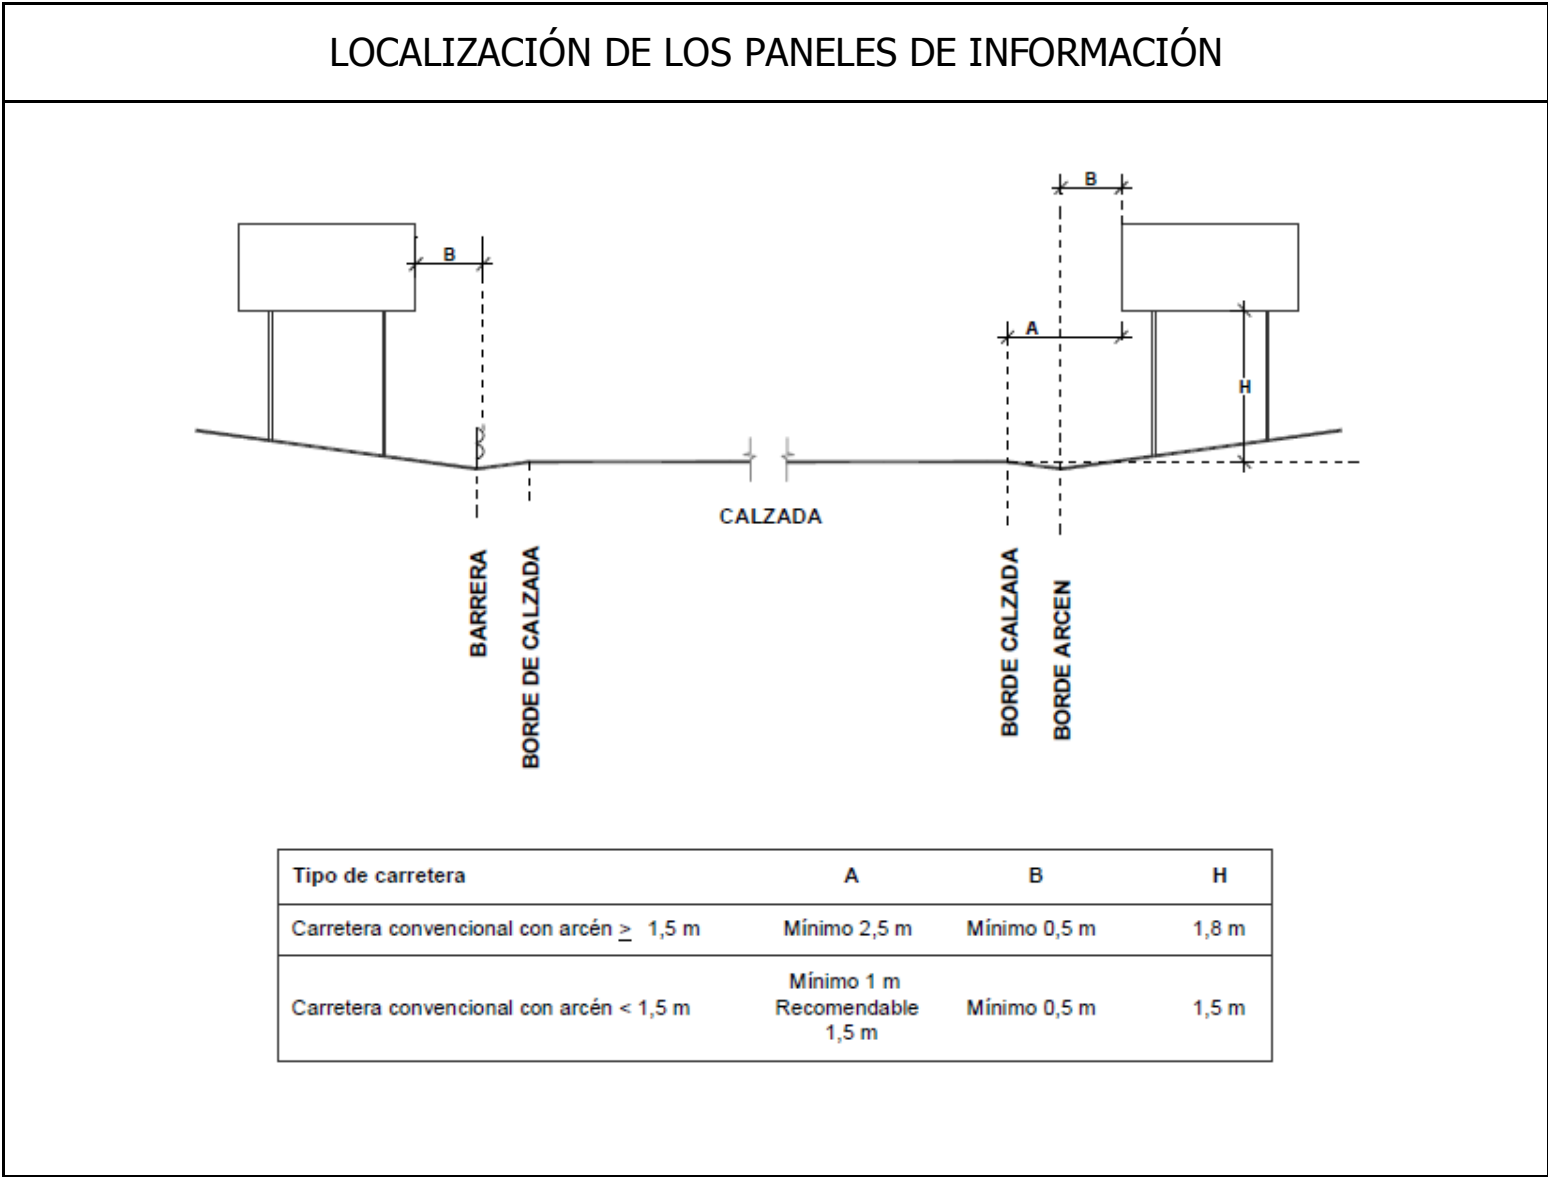 LOCALIZACIÓN DE LOS PANELES DE INFORMACIÓN
B
B
A
H
CALZADA
BARRERA
BORDE DE CALZADA
BORDE CALZADA
BORDE ARCEN
Tipo de carretera A B H
Carretera convencional con arcén ≥ 1,5 m Mínimo 2,5 m Mínimo 0,5 m 1,8 m
Mínimo 1 m
Carretera convencional con arcén < 1,5 m Recomendable Mínimo 0,5 m 1,5 m
1,5 m